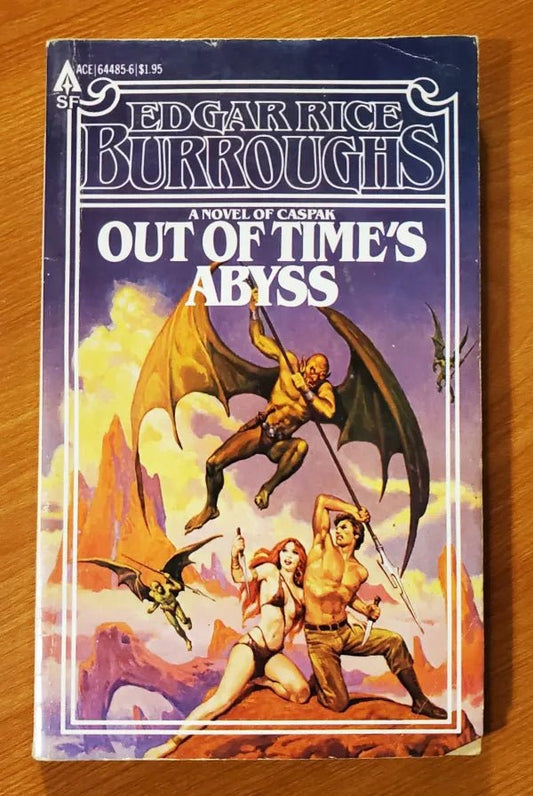 ACE|64485-6|$1.95
SF
EDGAR RICE
BURROUGHS
A NOVEL OF CASPAK
OUT OF TIME'S
ABYSS